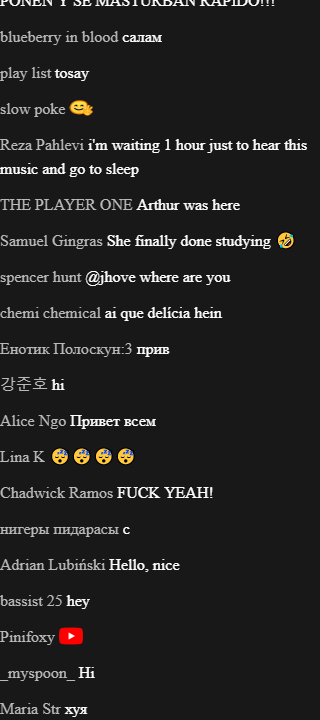 PONEN Y SE MASTURBAN RAPIDO!!!
blueberry in blood салам
play list tosay
slow poke
Reza Pahlevi i'm waiting 1 hour just to hear this
music and go to sleep
THE PLAYER ONE Arthur was here
Samuel Gingras She finally done studying 🤣
spencer hunt @jhove where are you
chemi chemical ai que delícia hein
Енотик Полоскун:3 прив
강준호 hi
Alice Ngo Привет всем
Lina K 😴😴😴😴
Chadwick Ramos FUCK YEAH!
нигеры пидарасы с
Adrian Lubiński Hello, nice
bassist 25 hey
Pinifoxy
_myspoon_ Hi
Maria Str хуя